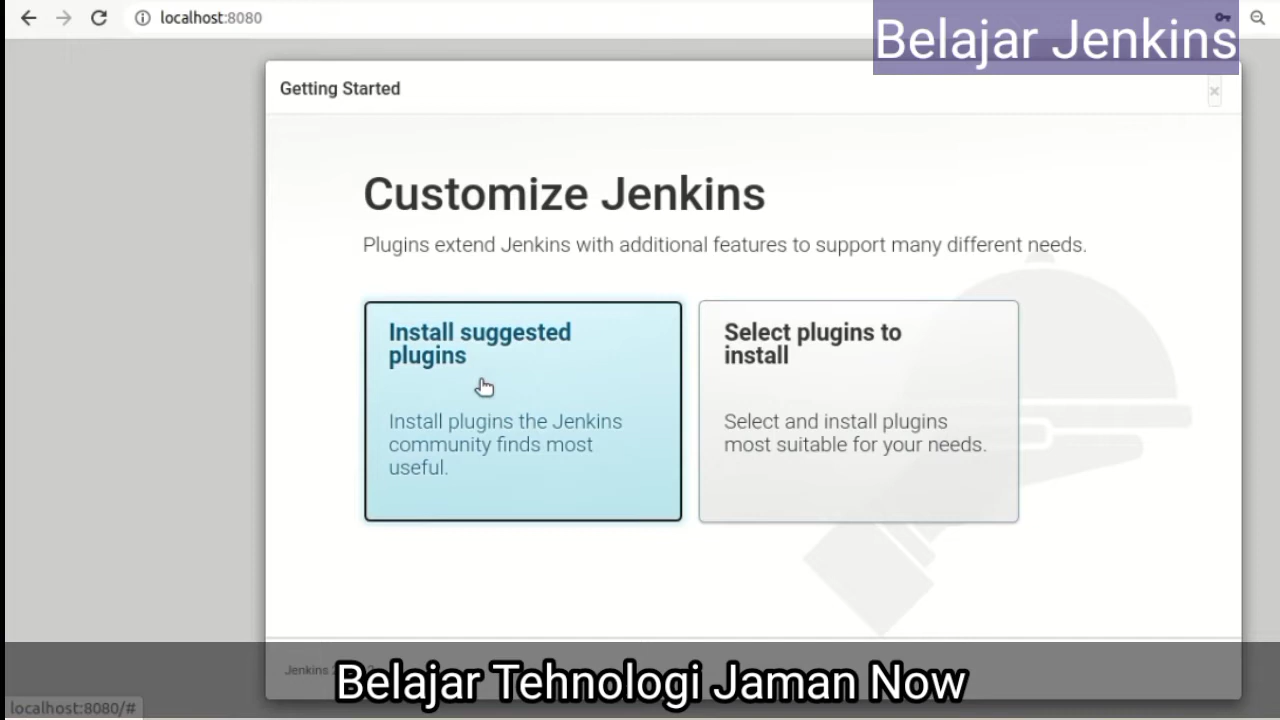 localhost:8080
Belajar Jenkins
Getting Started
Customize Jenkins
Plugins extend Jenkins with additional features to support many different needs.
Install suggested
plugins
Install plugins the Jenkins
community finds most
useful.
Select plugins to
install
Select and install plugins
most suitable for your needs.
Jenkins
Belajar Tehnologi Jaman Now
localhost:8080/#